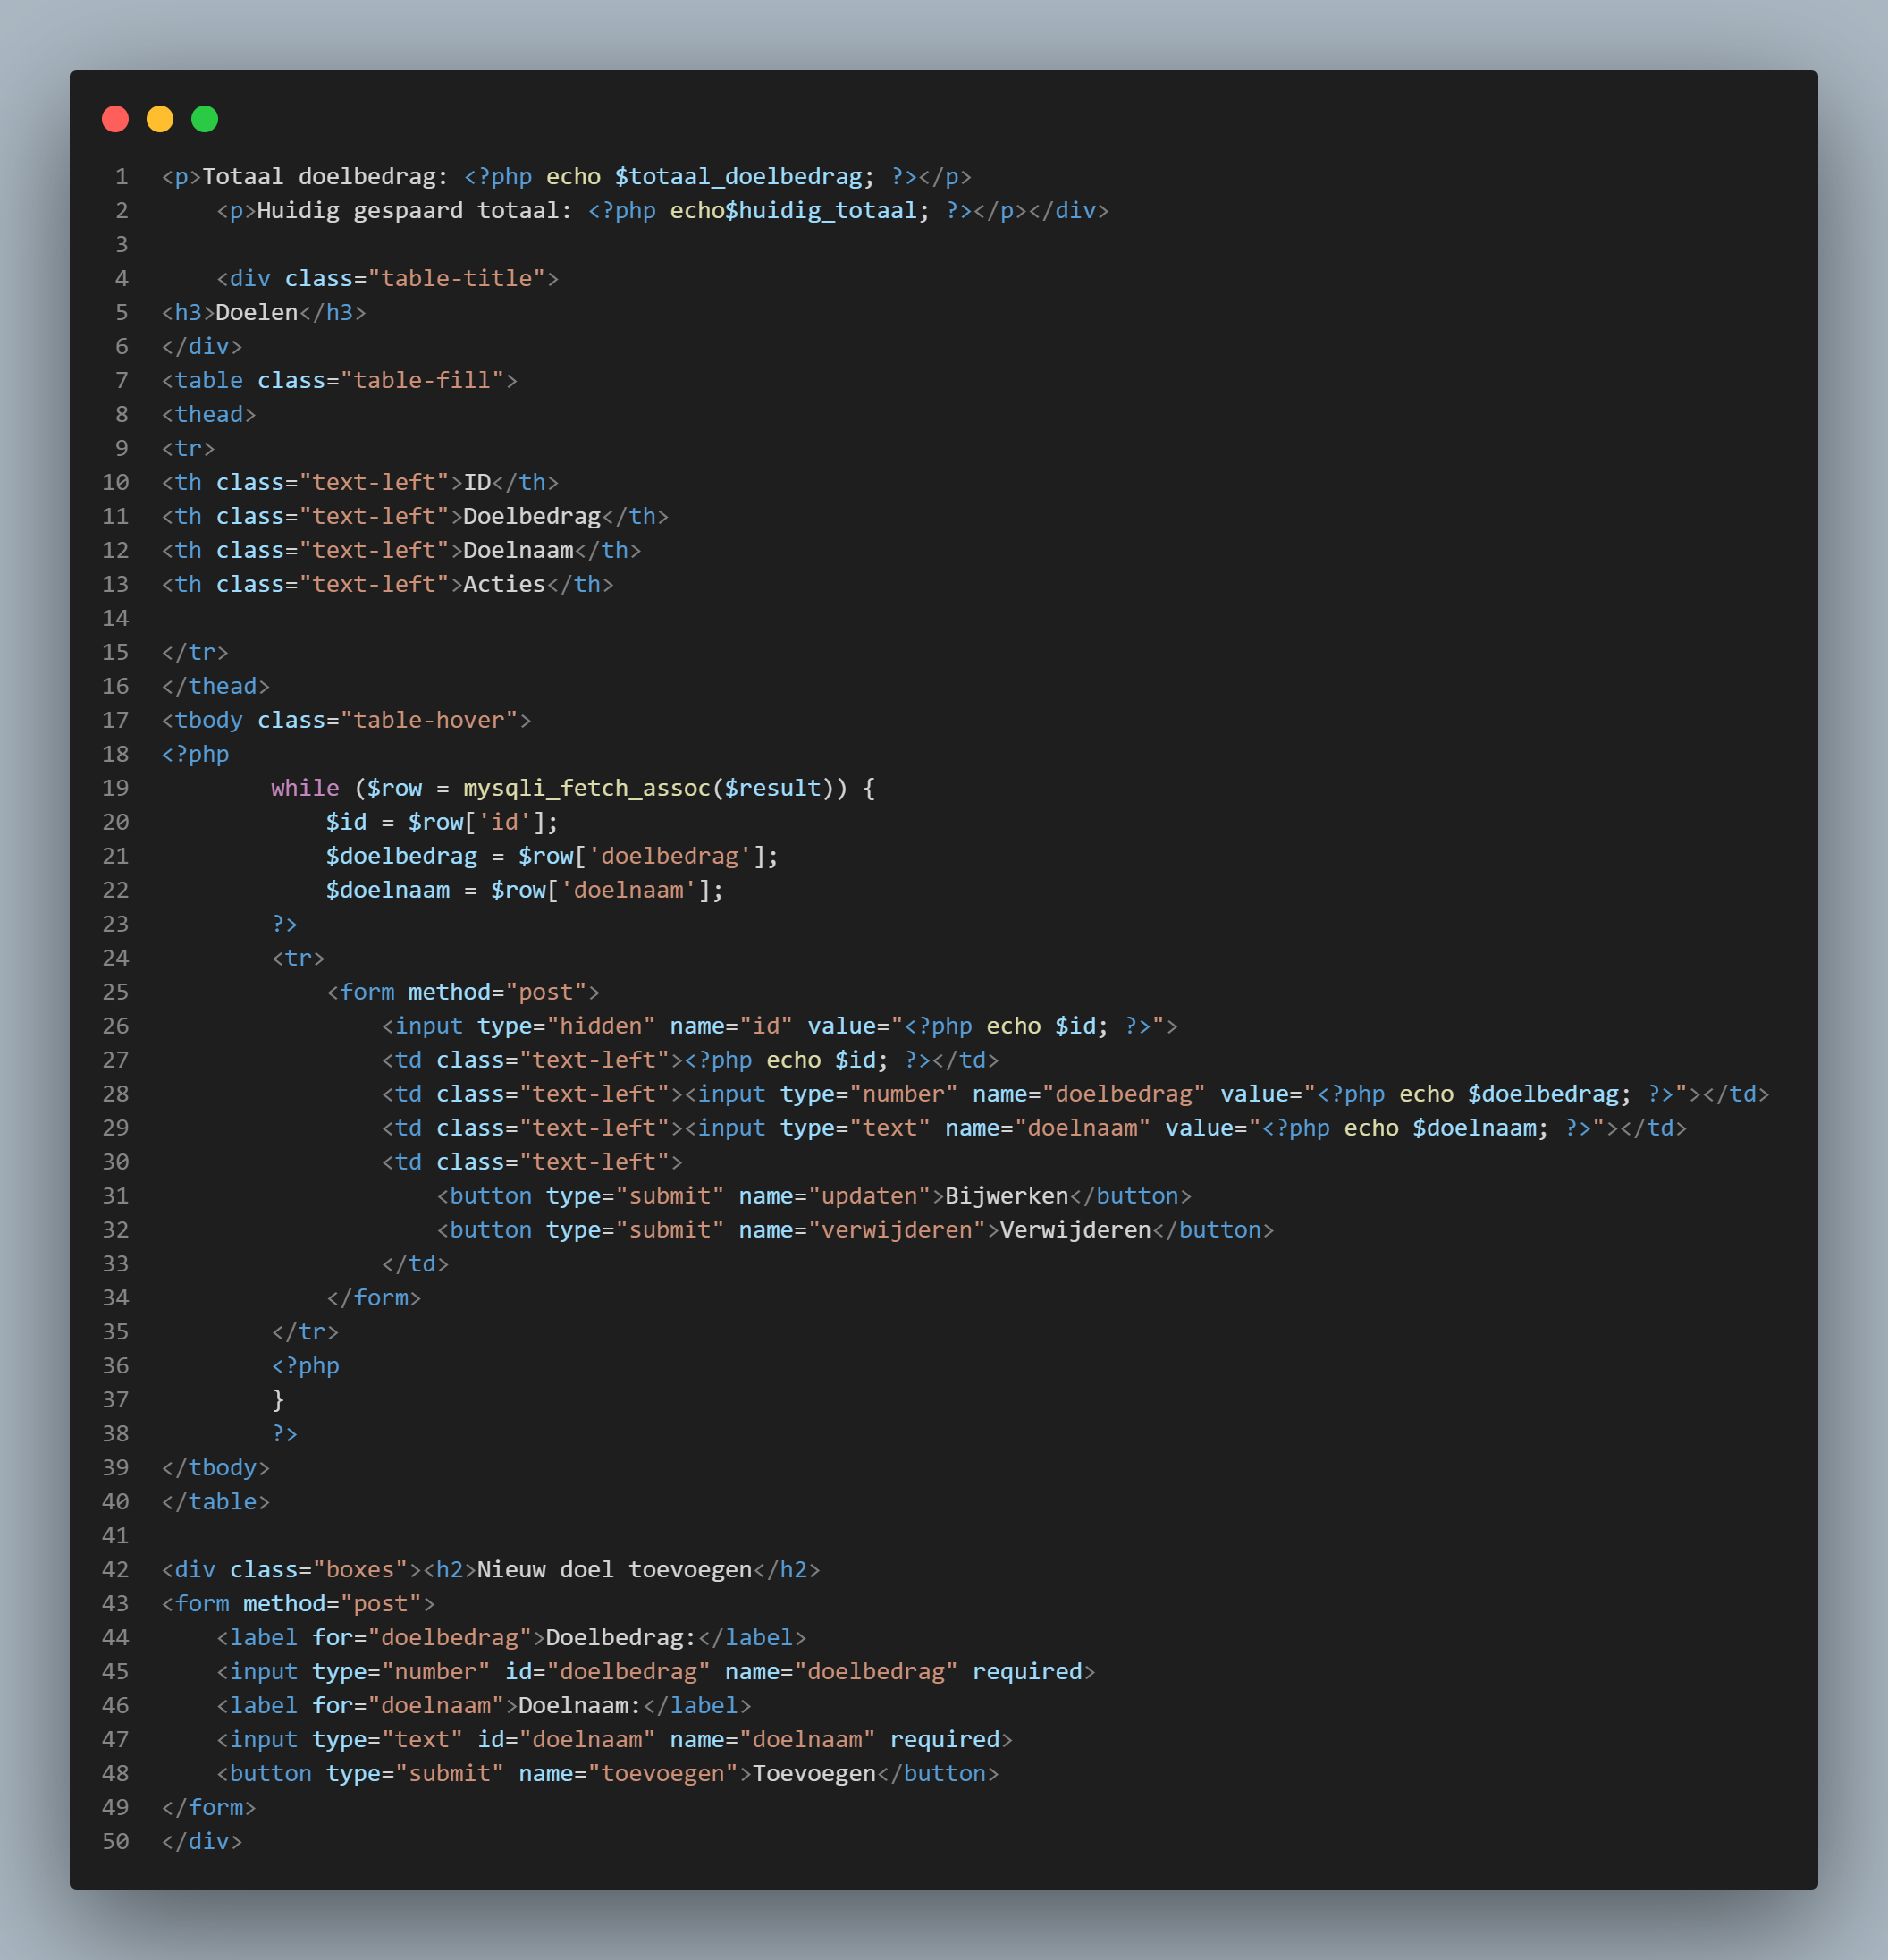 1 <p>Totaal doelbedrag: <?php echo $totaal_doelbedrag; ?></p>
2     <p>Huidig gespaard totaal: <?php echo$huidig_totaal; ?></p></div>
3
4     <div class="table-title">
5 <h3>Doelen</h3>
6 </div>
7 <table class="table-fill">
8 <thead>
9 <tr>
10 <th class="text-left">ID</th>
11 <th class="text-left">Doelbedrag</th>
12 <th class="text-left">Doelnaam</th>
13 <th class="text-left">Acties</th>
14
15 </tr>
16 </thead>
17 <tbody class="table-hover">
18 <?php
19         while ($row = mysqli_fetch_assoc($result)) {
20             $id = $row['id'];
21             $doelbedrag = $row['doelbedrag'];
22             $doelnaam = $row['doelnaam'];
23         ?>
24         <tr>
25             <form method="post">
26                 <input type="hidden" name="id" value="<?php echo $id; ?>">
27                 <td class="text-left"><?php echo $id; ?></td>
28                 <td class="text-left"><input type="number" name="doelbedrag" value="<?php echo $doelbedrag; ?>"></td>
29                 <td class="text-left"><input type="text" name="doelnaam" value="<?php echo $doelnaam; ?>"></td>
30                 <td class="text-left">
31                     <button type="submit" name="updaten">Bijwerken</button>
32                     <button type="submit" name="verwijderen">Verwijderen</button>
33                 </td>
34             </form>
35         </tr>
36         <?php
37         }
38         ?>
39 </tbody>
40 </table>
41
42 <div class="boxes"><h2>Nieuw doel toevoegen</h2>
43 <form method="post">
44     <label for="doelbedrag">Doelbedrag:</label>
45     <input type="number" id="doelbedrag" name="doelbedrag" required>
46     <label for="doelnaam">Doelnaam:</label>
47     <input type="text" id="doelnaam" name="doelnaam" required>
48     <button type="submit" name="toevoegen">Toevoegen</button>
49 </form>
50 </div>